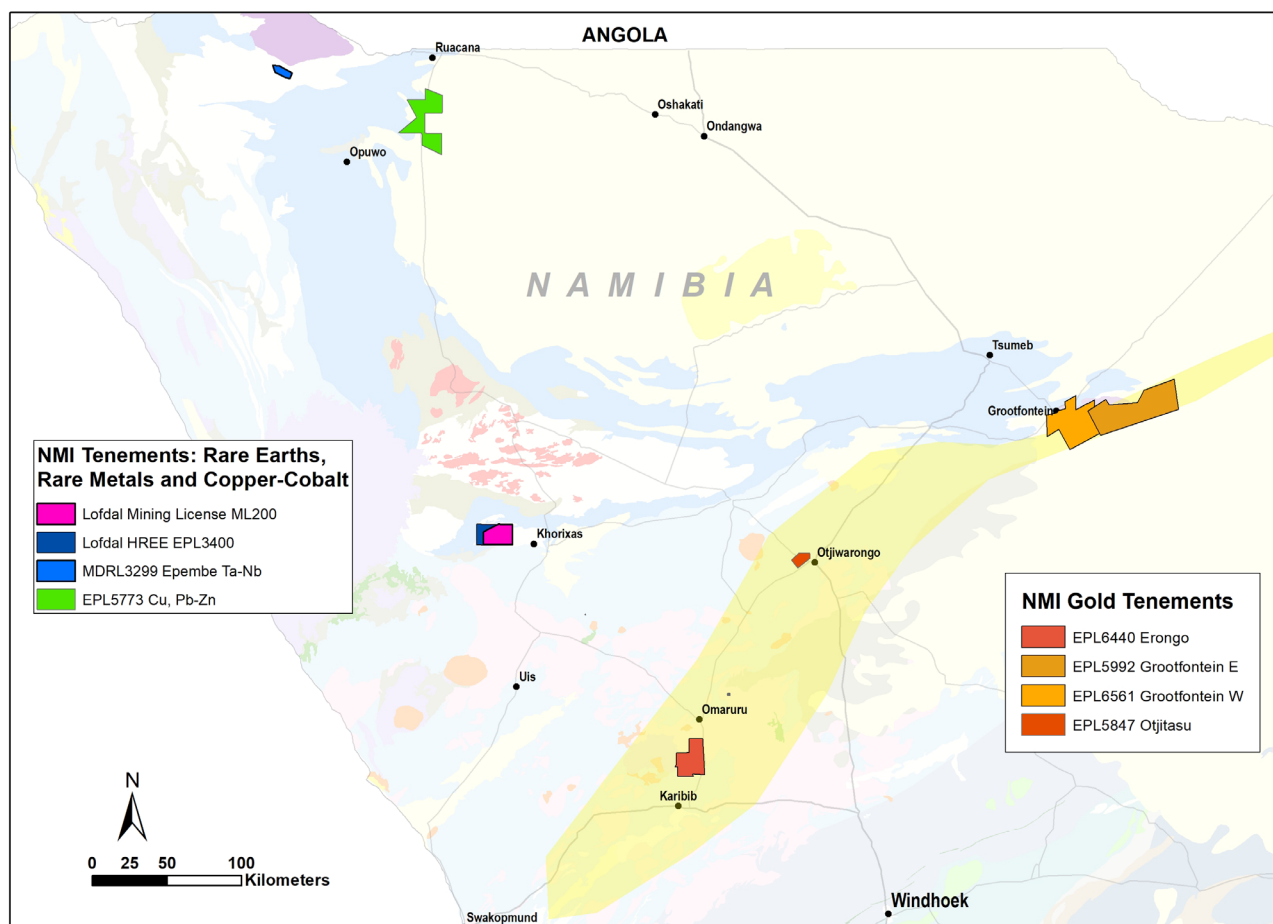 ANGOLA
Ruacana
Oshakati
Ondangwa
Opuwo
NAMIBIA
Tsumeb
Grootfontein
NMI Tenements: Rare Earths,
Rare Metals and Copper-Cobalt
Lofdal Mining License ML200
Lofdal HREE EPL3400
MDRL3299 Epembe Ta-Nb
EPL5773 Cu, Pb-Zn
Khorixas
Otjiwarongo
NMI Gold Tenements
EPL6440 Erongo
EPL5992 Grootfontein E
EPL6561 Grootfontein W
EPL5847 Otjitasu
Uis
Omaruru
Karibib
N
0 25 50 100
Kilometers
Windhoek
Swakopmund